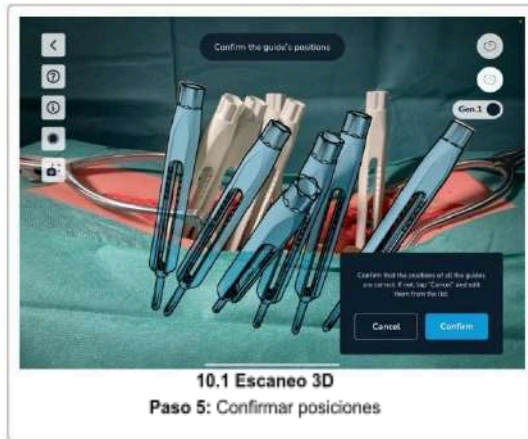 Confirm the guide's positions
Gen.1
Confirm that the positions of all the guides
are correct. If not, tap "Cancel" and edit
them from the list.
Cancel
Confirm
10.1 Escaneo 3D
Paso 5: Confirmar posiciones